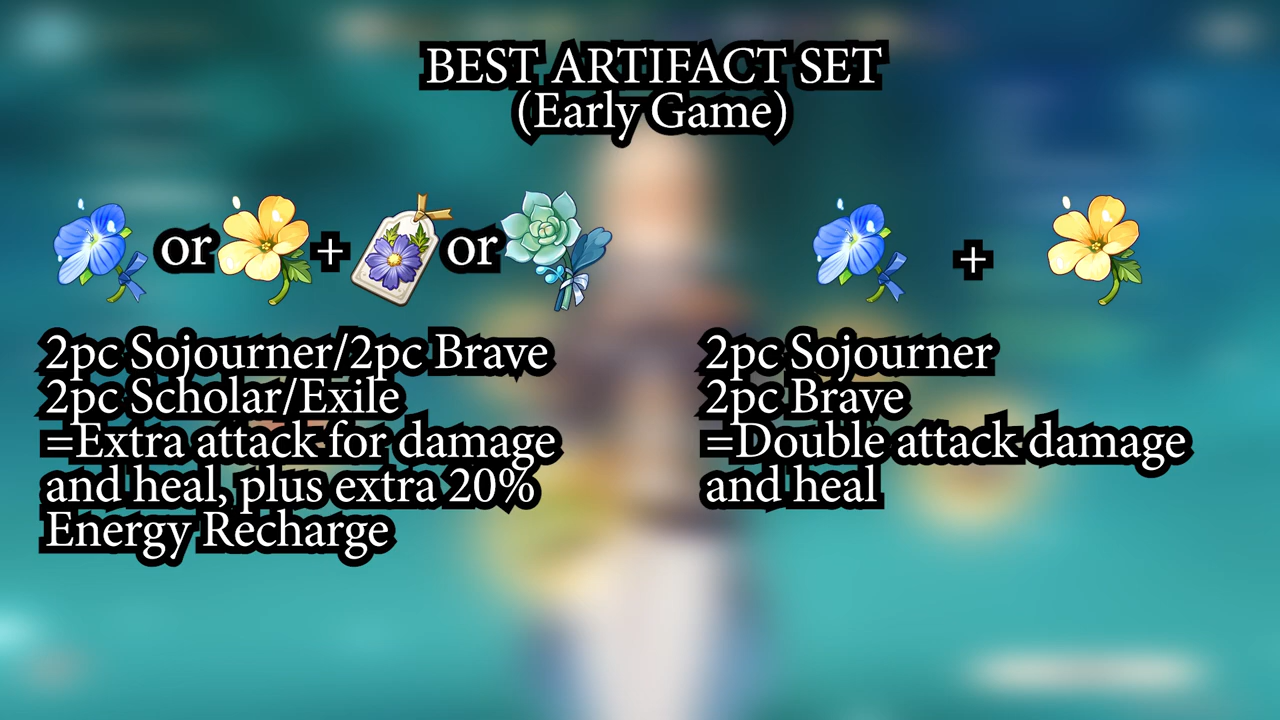 BEST ARTIFACT SET
(Early Game)
or + or
+
2pc Sojourner/2pc Brave
2pc Scholar/Exile
=Extra attack for damage
and heal, plus extra 20%
Energy Recharge
2pc Sojourner
2pc Brave
=Double attack damage
and heal